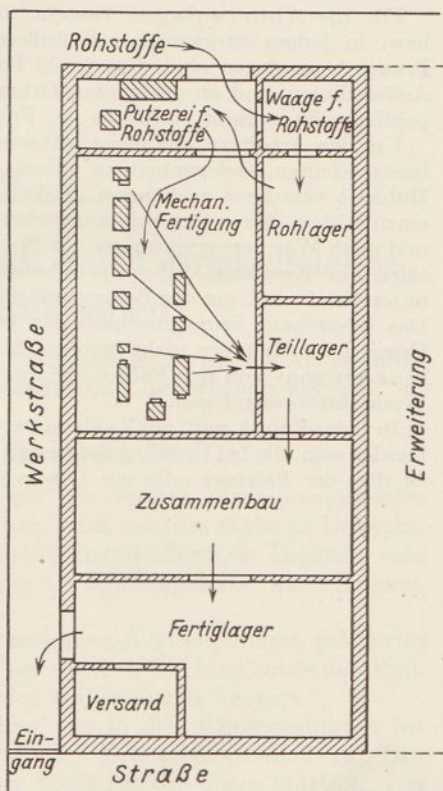 Rohstoffe
Putzerei f.
Rohstoffe
Waage f.
Rohstoffe
Mechan.
Fertigung
Rohlager
Teillager
Werkstraße
Erweiterung
Zusammenbau
Fertiglager
Versand
Ein-
gang
Straße